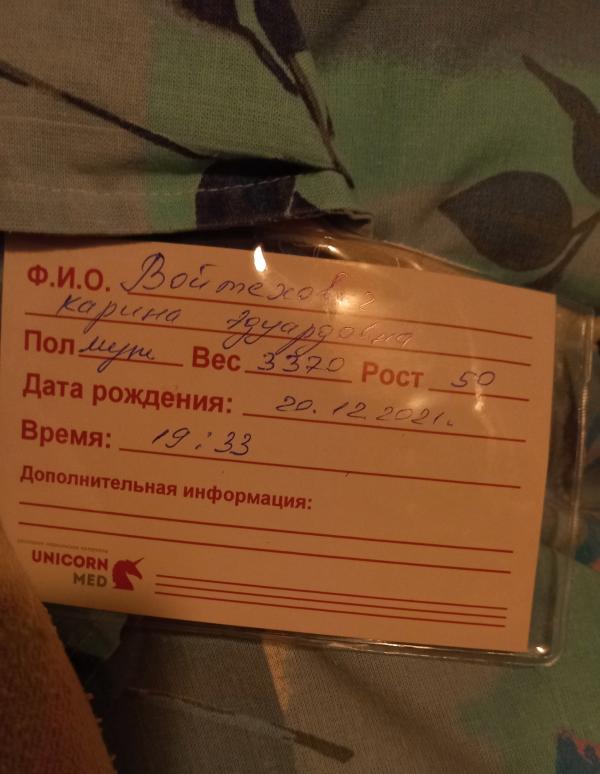 Ф.И.О. Войтехович
карина Эдуардовна
Пол муж Вес 3370 Рост 50
Дата рождения: 20.12.2021г.
Время: 19:33
Дополнительная информация:
UNICORN
MED